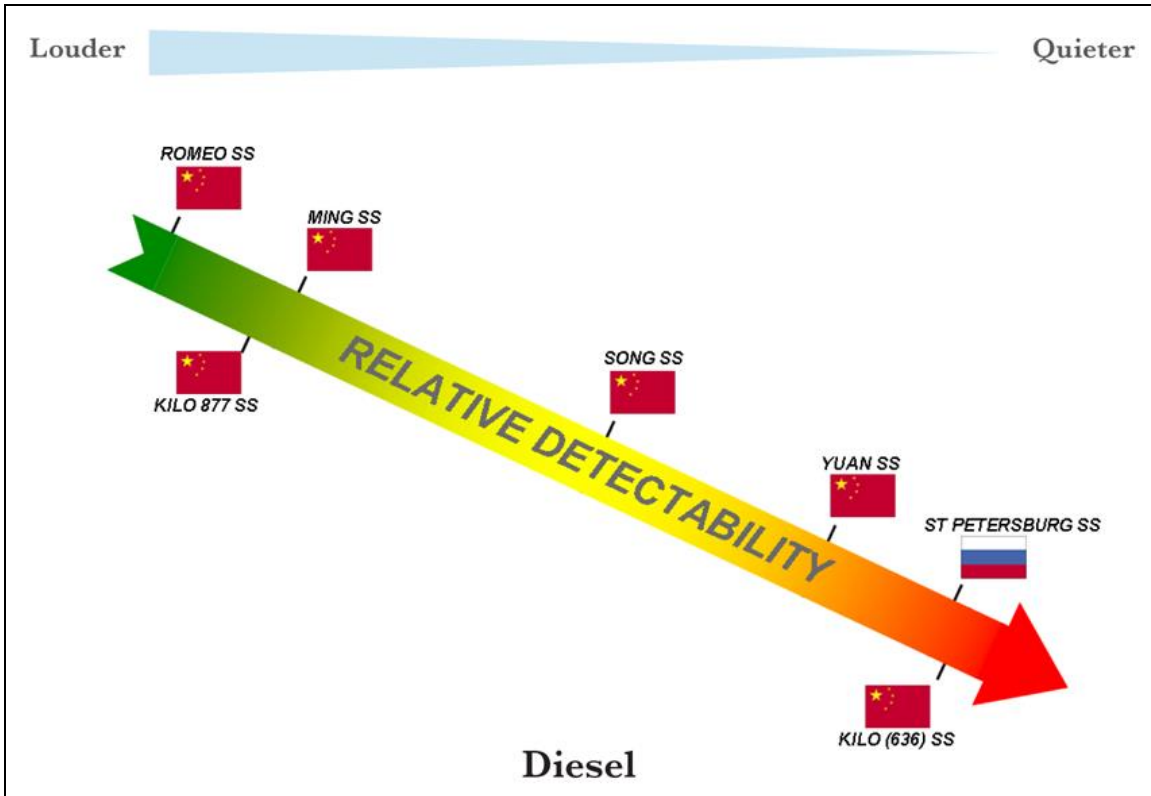 Louder
Quieter
ROMEO SS
MING SS
KILO 877 SS
RELATIVE DETECTABILITY
SONG SS
YUAN SS
ST PETERSBURG SS
KILO (636) SS
Diesel